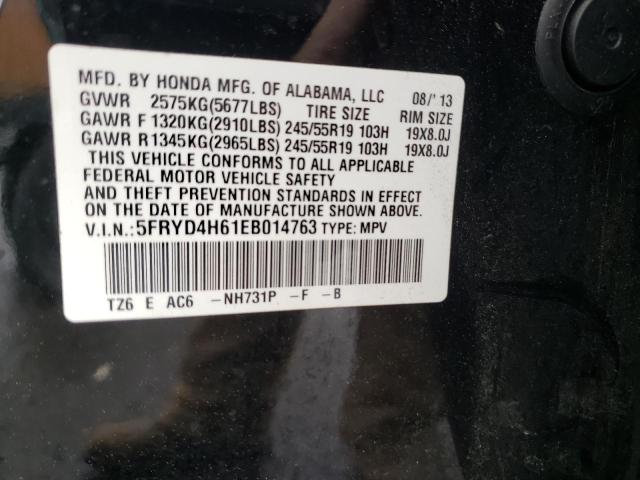 MFD. BY HONDA MFG. OF ALABAMA, LLC 08/'13
GVWR 2575KG(5677LBS) TIRE SIZE RIM SIZE
GAWR F 1320KG(2910LBS) 245/55R19 103H 19X8.0J
GAWR R 1345KG(2965LBS) 245/55R19 103H 19X8.0J
THIS VEHICLE CONFORMS TO ALL APPLICABLE
FEDERAL MOTOR VEHICLE SAFETY
AND THEFT PREVENTION STANDARDS IN EFFECT
ON THE DATE OF MANUFACTURE SHOWN ABOVE.
V.I.N.:5FRYD4H61EB014763 TYPE: MPV
TZ6 E AC6 -NH731P -F -B